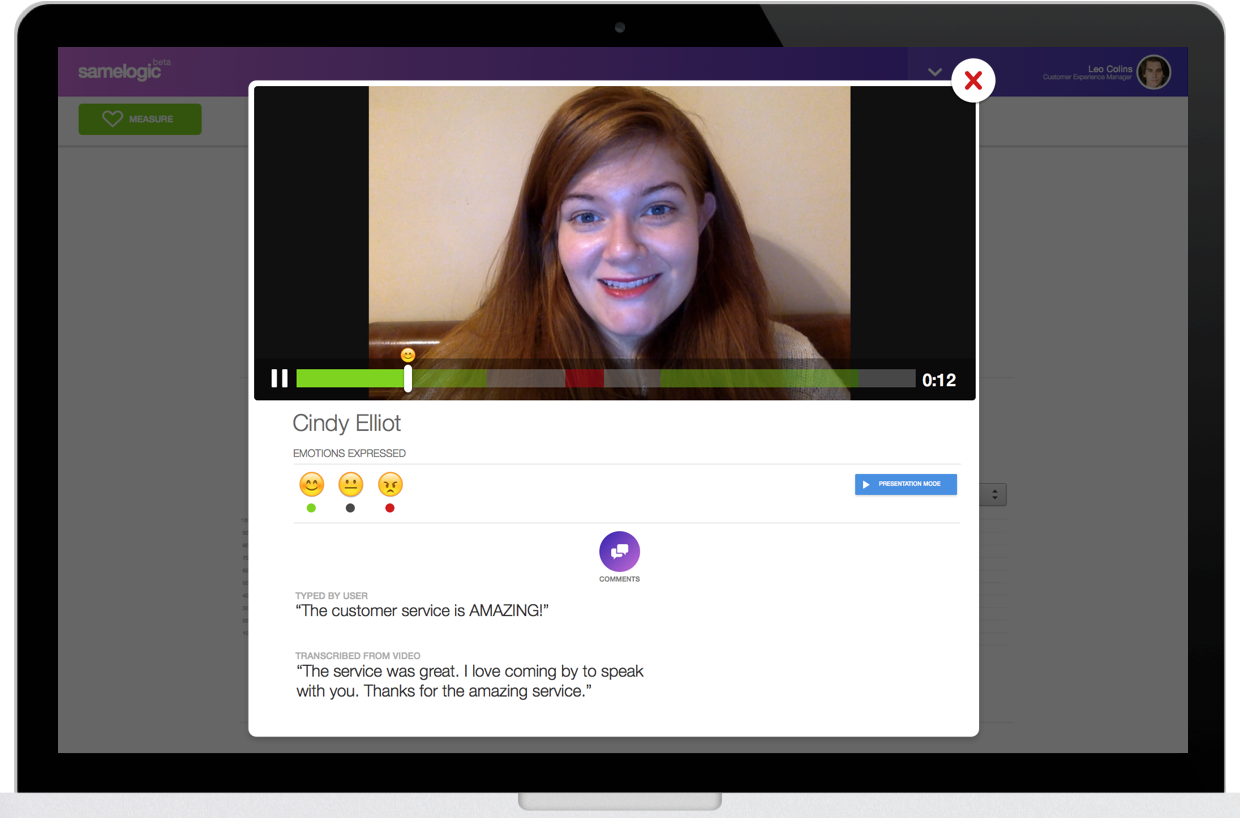 samelogic beta
Leo Colins
Customer Experience Manager
MEASURE
0:12
Cindy Elliot
EMOTIONS EXPRESSED
PRESENTATION MODE
COMMENTS
TYPED BY USER
“The customer service is AMAZING!”
TRANSCRIBED FROM VIDEO
“The service was great. I love coming by to speak
with you. Thanks for the amazing service.”